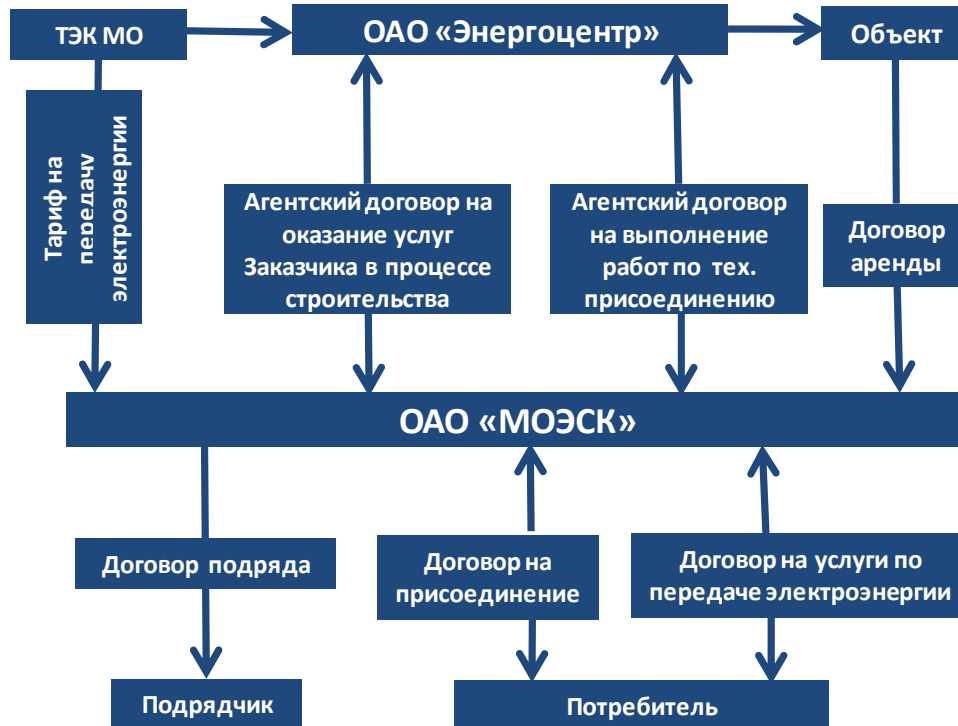 ТЭК МО
ОАО «Энергоцентр»
Объект
Тариф на
передачу
электроэнергии
Агентский договор на
оказание услуг
Заказчика в процессе
строительства
Агентский договор
на выполнение
работ по тех.
присоединению
Договор
аренды
ОАО «МОЭСК»
Договор подряда
Договор на
присоединение
Договор на услуги по
передаче электроэнергии
Подрядчик
Потребитель